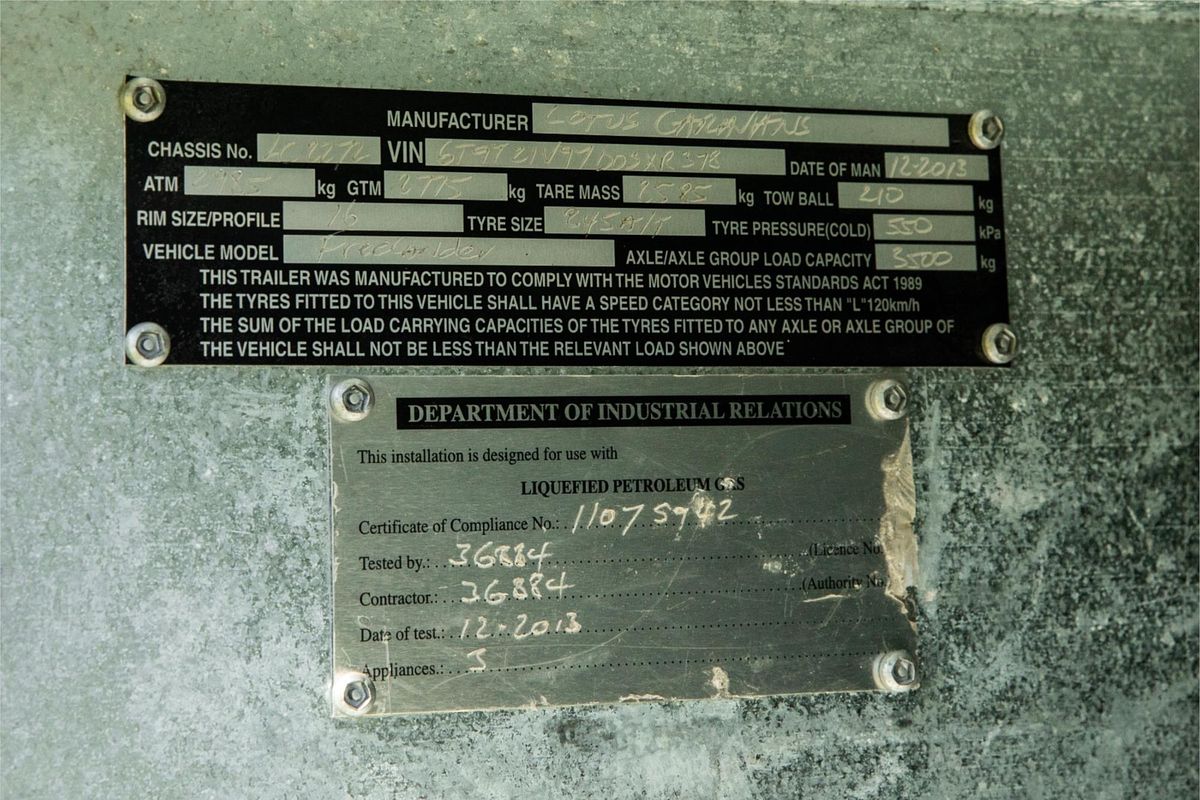 MANUFACTURER LOTUS CARAVANS
CHASSIS No. LC 2272 VIN DATE OF MAN 12-2013
ATM 2985 kg GTM 2775 kg TARE MASS 2585 kg TOW BALL 210 kg
RIM SIZE/PROFILE 16 TYRE SIZE 245 A/T TYRE PRESSURE(COLD) 550 kPa
VEHICLE MODEL Freelander AXLE/AXLE GROUP LOAD CAPACITY 3500 kg
THIS TRAILER WAS MANUFACTURED TO COMPLY WITH THE MOTOR VEHICLES STANDARDS ACT 1989
THE TYRES FITTED TO THIS VEHICLE SHALL HAVE A SPEED CATEGORY NOT LESS THAN "L"120km/h
THE SUM OF THE LOAD CARRYING CAPACITIES OF THE TYRES FITTED TO ANY AXLE OR AXLE GROUP OF
THE VEHICLE SHALL NOT BE LESS THAN THE RELEVANT LOAD SHOWN ABOVE
DEPARTMENT OF INDUSTRIAL RELATIONS
This installation is designed for use with
LIQUEFIED PETROLEUM GAS
Certificate of Compliance No.: 11075942
Tested by.: 36884 (Licence No.
Contractor.: 36884 (Authority No.
Date of test.: 12-2013
Appliances.: 3